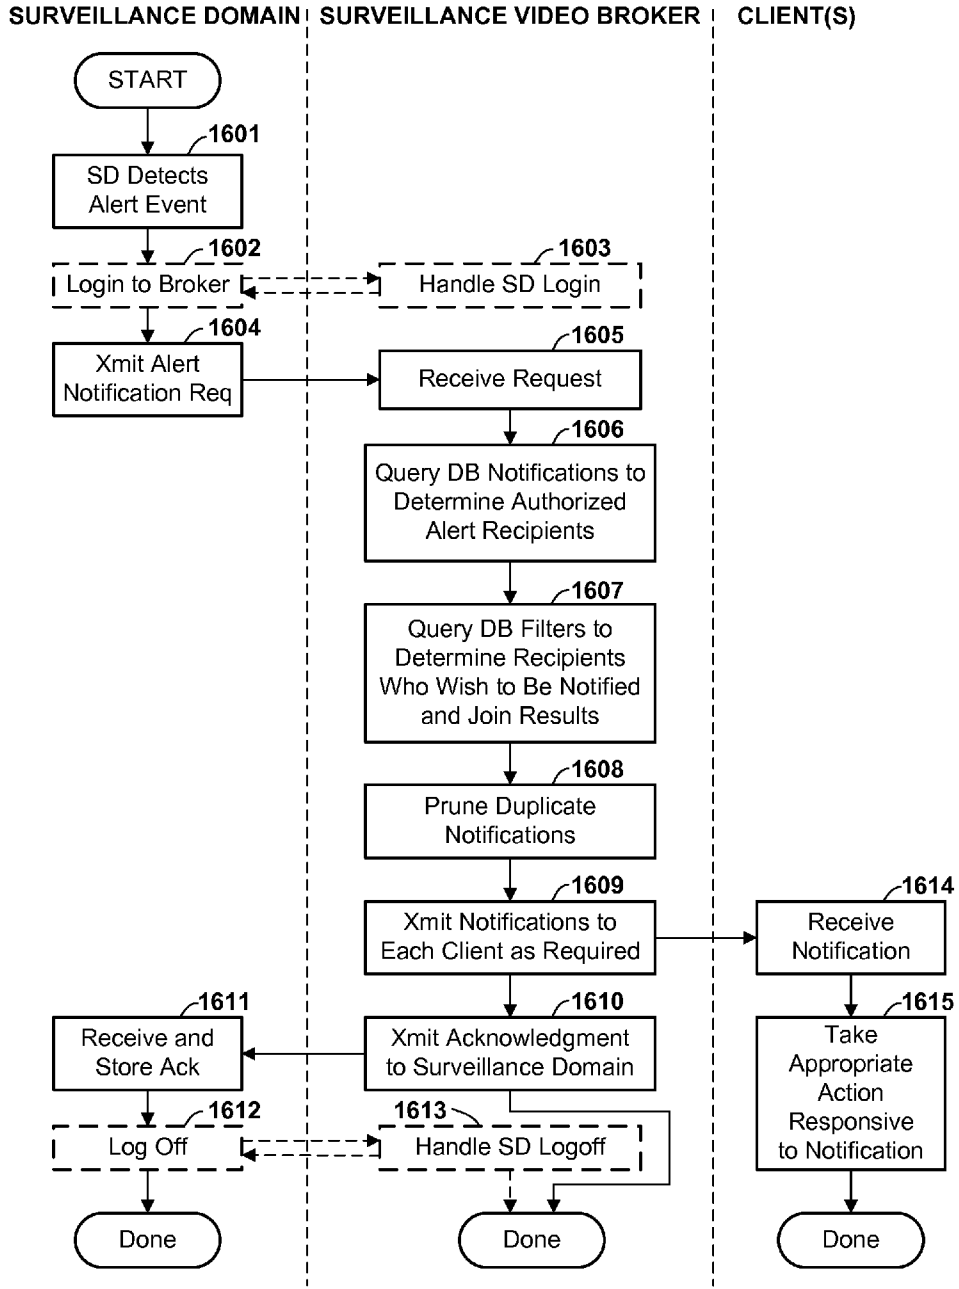 SURVEILLANCE DOMAIN
SURVEILLANCE VIDEO BROKER
CLIENT(S)
START
1601
SD Detects
Alert Event
1602
Login to Broker
1603
Handle SD Login
1604
Xmit Alert
Notification Req
1605
Receive Request
1606
Query DB Notifications to
Determine Authorized
Alert Recipients
1607
Query DB Filters to
Determine Recipients
Who Wish to Be Notified
and Join Results
1608
Prune Duplicate
Notifications
1609
Xmit Notifications to
Each Client as Required
1614
Receive
Notification
1610
Xmit Acknowledgment
to Surveillance Domain
1611
Receive and
Store Ack
1615
Take
Appropriate
Action
Responsive
to Notification
1612
Log Off
1613
Handle SD Logoff
Done
Done
Done